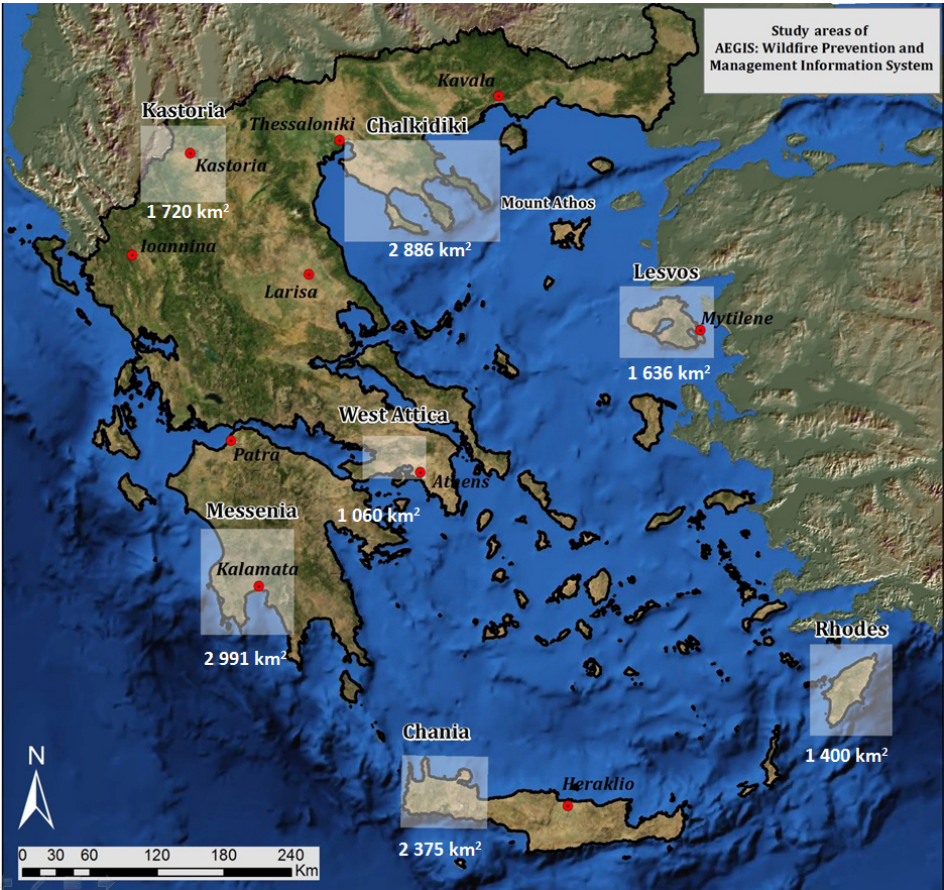 Study areas of
AEGIS: Wildfire Prevention and
Management Information System
Kavala
Kastoria
Thessaloniki
Chalkidiki
Kastoria
Mount Athos
1 720 km²
2 886 km²
Ioannina
Larisa
Lesvos
Mytilene
1 636 km²
West Attica
Patra
Athens
1 060 km²
Messenia
Kalamata
2 991 km²
Rhodes
1 400 km²
Chania
Heraklio
2 375 km²
N
0 30 60 120 180 240
Km